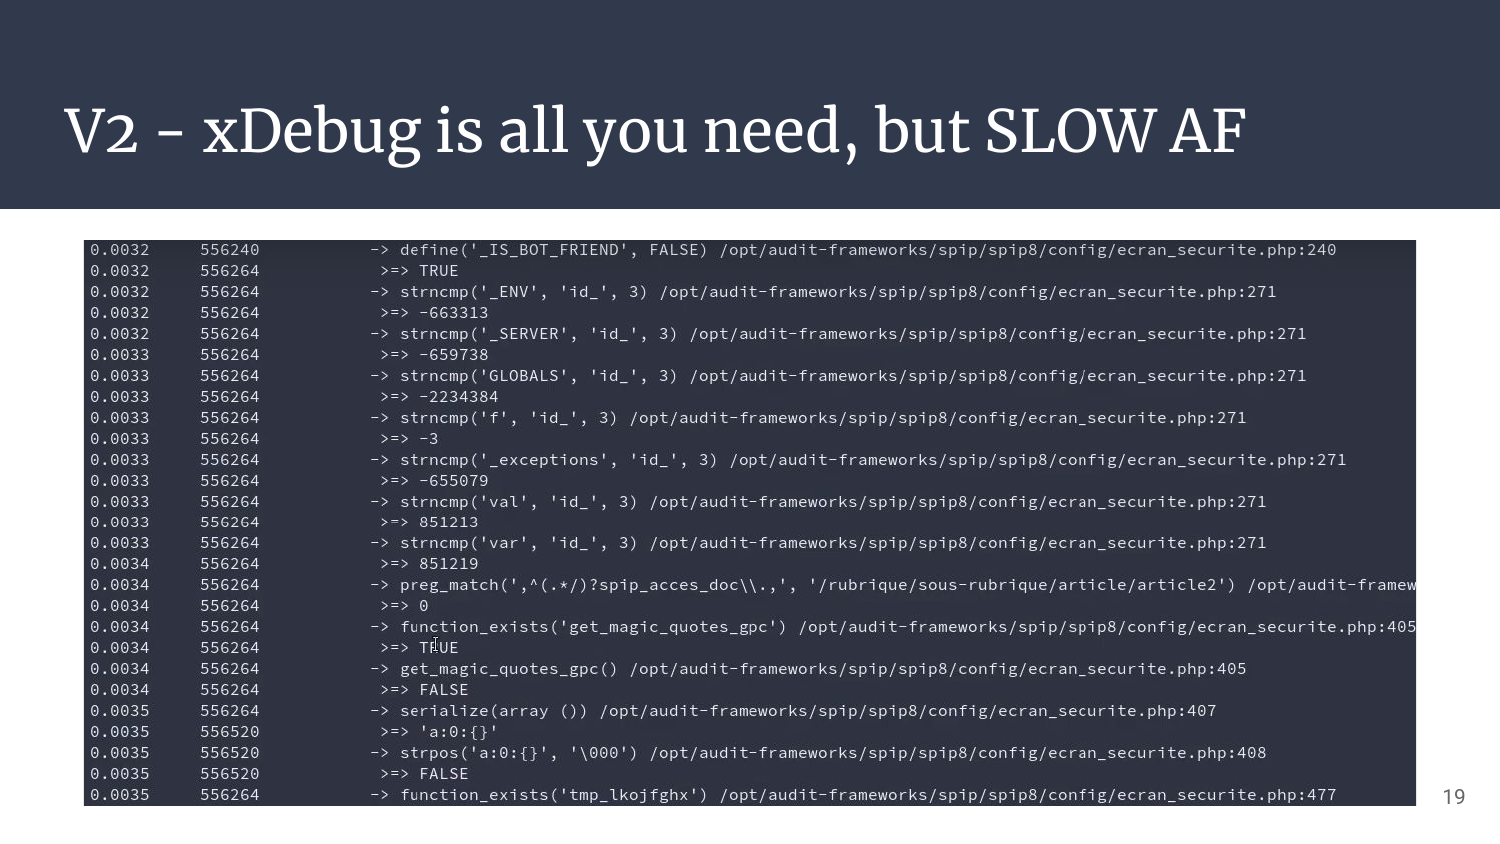 V2 - xDebug is all you need, but SLOW AF
0.0032     556240           -> define('_IS_BOT_FRIEND', FALSE) /opt/audit-frameworks/spip/spip8/config/ecran_securite.php:240
0.0032     556264            >=> TRUE
0.0032     556264           -> strncmp('_ENV', 'id_', 3) /opt/audit-frameworks/spip/spip8/config/ecran_securite.php:271
0.0032     556264            >=> -663313
0.0032     556264           -> strncmp('_SERVER', 'id_', 3) /opt/audit-frameworks/spip/spip8/config/ecran_securite.php:271
0.0033     556264            >=> -659738
0.0033     556264           -> strncmp('GLOBALS', 'id_', 3) /opt/audit-frameworks/spip/spip8/config/ecran_securite.php:271
0.0033     556264            >=> -2234384
0.0033     556264           -> strncmp('f', 'id_', 3) /opt/audit-frameworks/spip/spip8/config/ecran_securite.php:271
0.0033     556264            >=> -3
0.0033     556264           -> strncmp('_exceptions', 'id_', 3) /opt/audit-frameworks/spip/spip8/config/ecran_securite.php:271
0.0033     556264            >=> -655079
0.0033     556264           -> strncmp('val', 'id_', 3) /opt/audit-frameworks/spip/spip8/config/ecran_securite.php:271
0.0033     556264            >=> 851213
0.0033     556264           -> strncmp('var', 'id_', 3) /opt/audit-frameworks/spip/spip8/config/ecran_securite.php:271
0.0034     556264            >=> 851219
0.0034     556264           -> preg_match(',^(.*/)?spip_acces_doc\\.,', '/rubrique/sous-rubrique/article/article2') /opt/audit-framew
0.0034     556264            >=> 0
0.0034     556264           -> function_exists('get_magic_quotes_gpc') /opt/audit-frameworks/spip/spip8/config/ecran_securite.php:405
0.0034     556264            >=> TRUE
0.0034     556264           -> get_magic_quotes_gpc() /opt/audit-frameworks/spip/spip8/config/ecran_securite.php:405
0.0034     556264            >=> FALSE
0.0035     556264           -> serialize(array ()) /opt/audit-frameworks/spip/spip8/config/ecran_securite.php:407
0.0035     556520            >=> 'a:0:{}'
0.0035     556520           -> strpos('a:0:{}', '\000') /opt/audit-frameworks/spip/spip8/config/ecran_securite.php:408
0.0035     556520            >=> FALSE
0.0035     556264           -> function_exists('tmp_lkojfghx') /opt/audit-frameworks/spip/spip8/config/ecran_securite.php:477
19